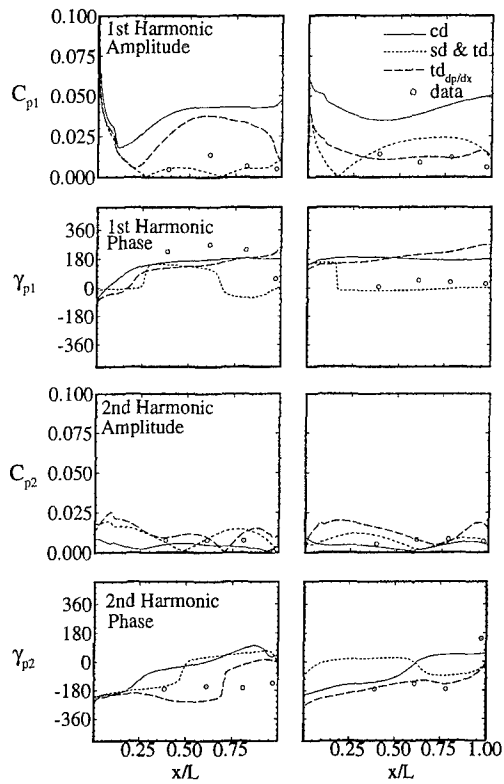 0.100
1st Harmonic
Amplitude
0.075
C_p1
0.050
0.025
0.000
cd
sd & td
td_dp/dx
data
360
1st Harmonic
Phase
180
γ_p1
0
-180
-360
0.100
2nd Harmonic
Amplitude
0.075
C_p2
0.050
0.025
0.000
360
2nd Harmonic
Phase
180
γ_p2
0
-180
-360
0.25 0.50 0.75
x/L
0.25 0.50 0.75 1.00
x/L